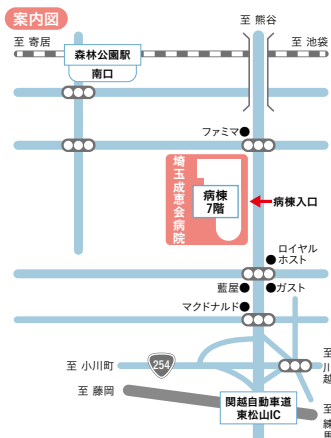 案内図
至 熊谷
至 寄居
至 池袋
森林公園駅
南口
ファミマ
埼玉成恵会病院
病棟
7階
病棟入口
ロイヤル
ホスト
藍屋
ガスト
マクドナルド
至 小川町
254
至
川
越
至 藤岡
関越自動車道
東松山IC
至
練
馬